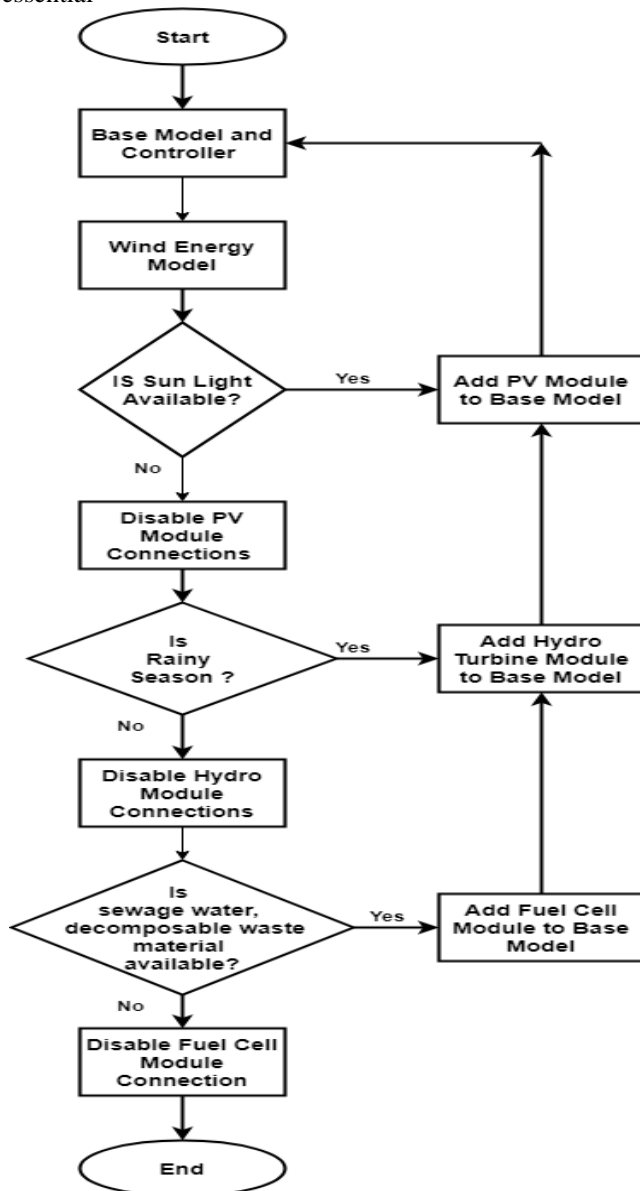 essential
Start
Base Model and
Controller
Wind Energy
Model
IS Sun Light
Available?
Yes
Add PV Module
to Base Model
No
Disable PV
Module
Connections
Is
Rainy
Season ?
Yes
Add Hydro
Turbine Module
to Base Model
No
Disable Hydro
Module
Connections
Is
sewage water,
decomposable waste
material
available?
Yes
Add Fuel Cell
Module to Base
Model
No
Disable Fuel Cell
Module
Connection
End